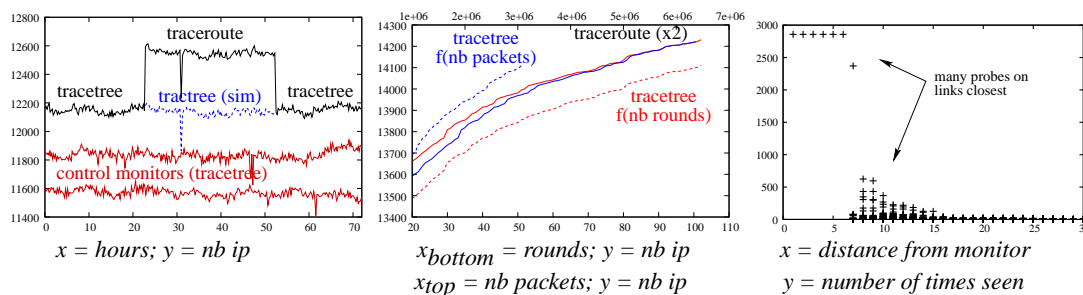 12800
12600
12400
12200
12000
11800
11600
11400
0 10 20 30 40 50 60 70
traceroute
tracetree
tractree (sim)
tracetree
control monitors (tracetree)
x = hours; y = nb ip
1e+06 2e+06 3e+06 4e+06 5e+06 6e+06 7e+06
14300
14200
14100
14000
13900
13800
13700
13600
13500
13400
20 30 40 50 60 70 80 90 100 110
tracetree
f(nb packets)
traceroute (x2)
tracetree
f(nb rounds)
xbottom = rounds; y = nb ip
xtop = nb packets; y = nb ip
3000
2500
2000
1500
1000
500
0
0 5 10 15 20 25 30
many probes on
links closest
x = distance from monitor
y = number of times seen